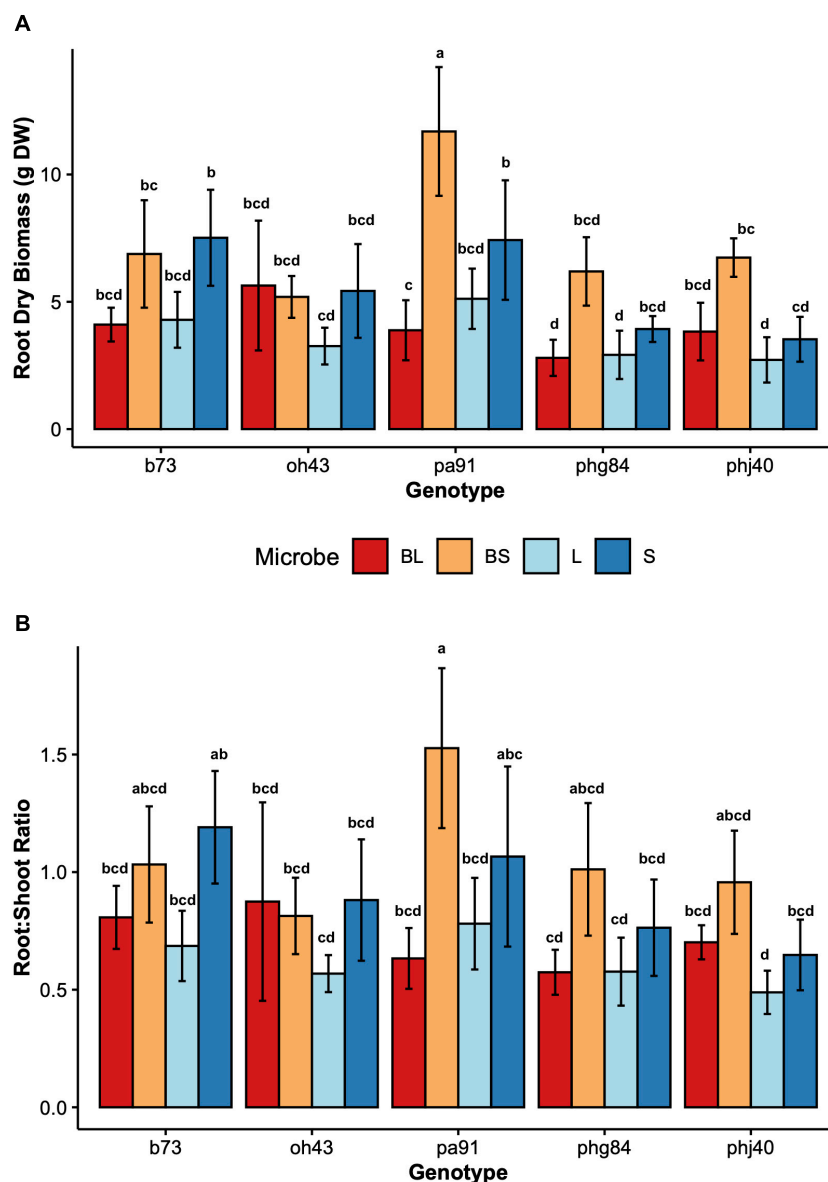 A
Root Dry Biomass (g DW)
10
5
0
bcd bc bcd b
bcd bcd cd bcd
c a bcd b
d bcd d bcd
bcd bc d cd
b73 oh43 pa91 phg84 phj40
Genotype
Microbe BL BS L S
B
Root:Shoot Ratio
1.5
1.0
0.5
0.0
bcd abcd bcd ab
bcd bcd cd bcd
bcd a bcd abc
cd abcd cd bcd
bcd abcd d bcd
b73 oh43 pa91 phg84 phj40
Genotype